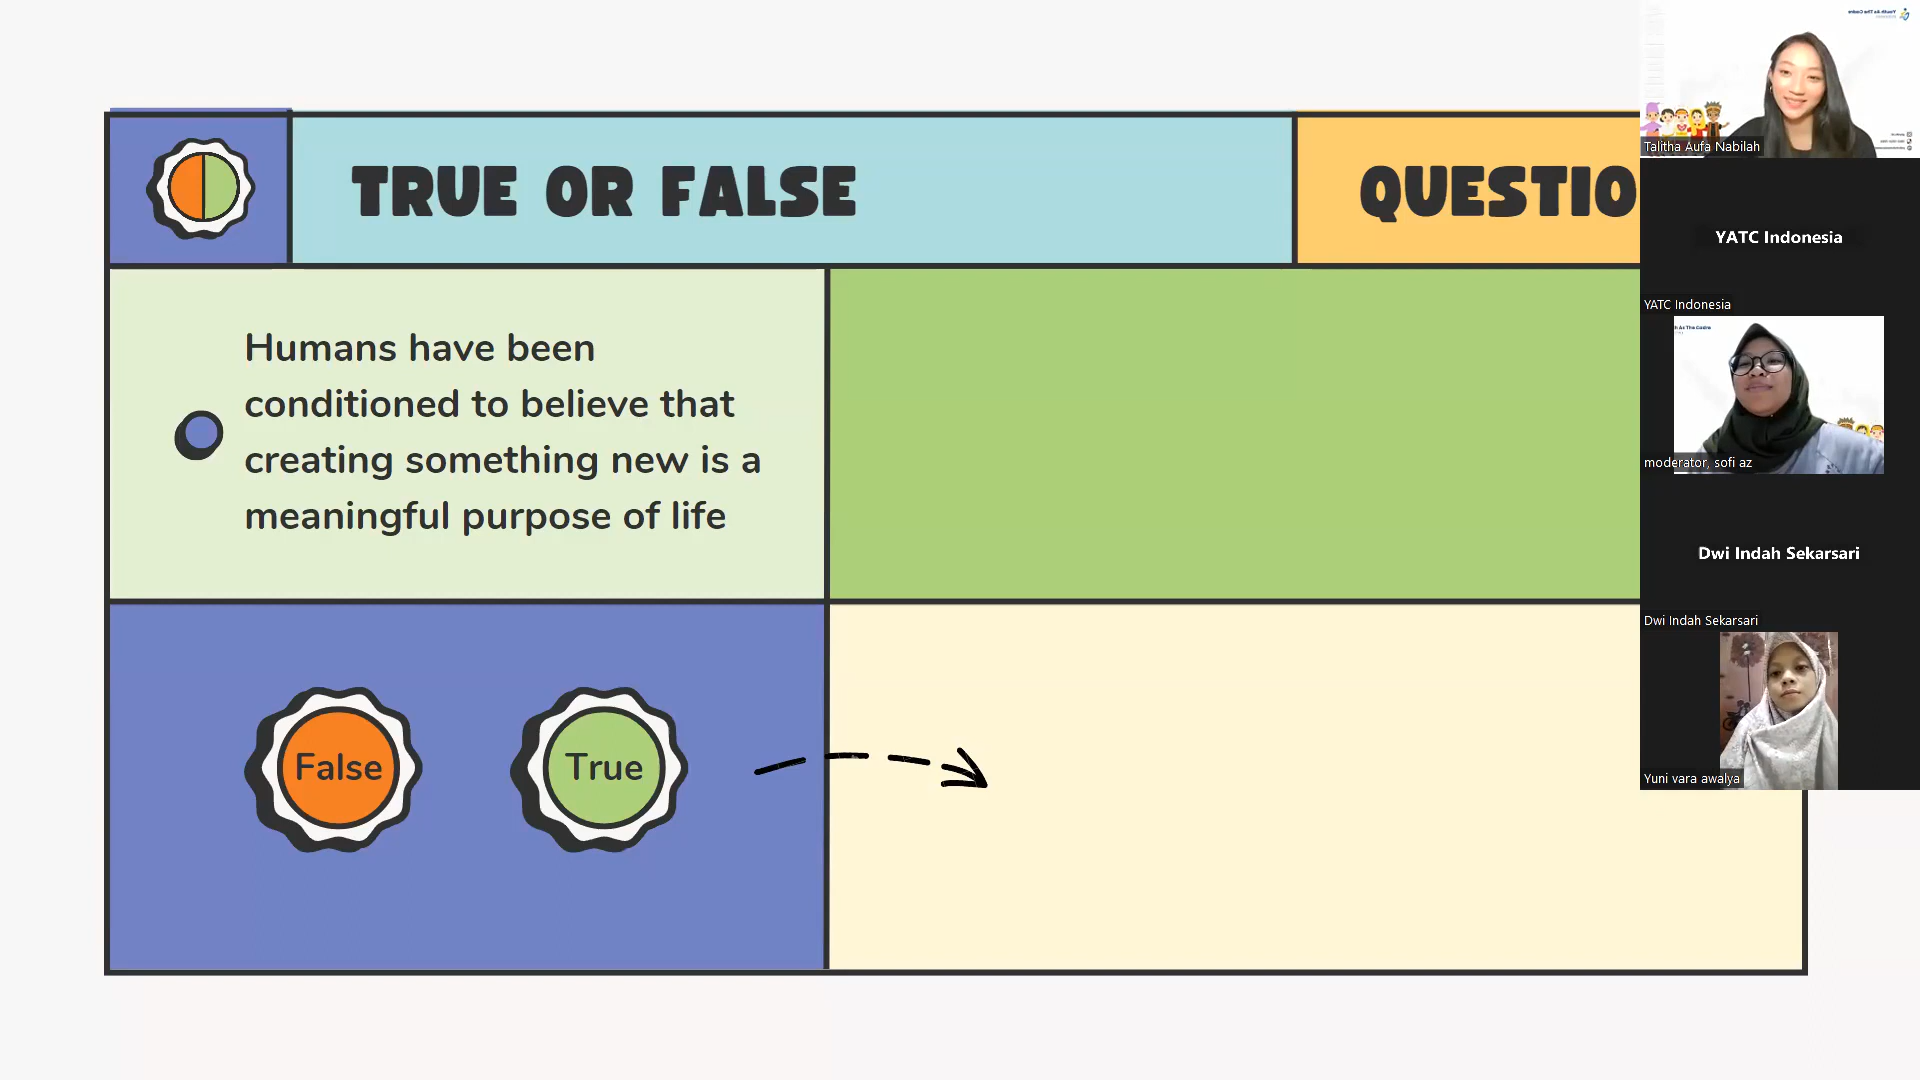 TRUE OR FALSE
QUESTIO
Humans have been
conditioned to believe that
creating something new is a
meaningful purpose of life
False
True
Talitha Aufa Nabilah
YATC Indonesia
YATC Indonesia
moderator, sofi az
Dwi Indah Sekarsari
Dwi Indah Sekarsari
Yuni vara awalya